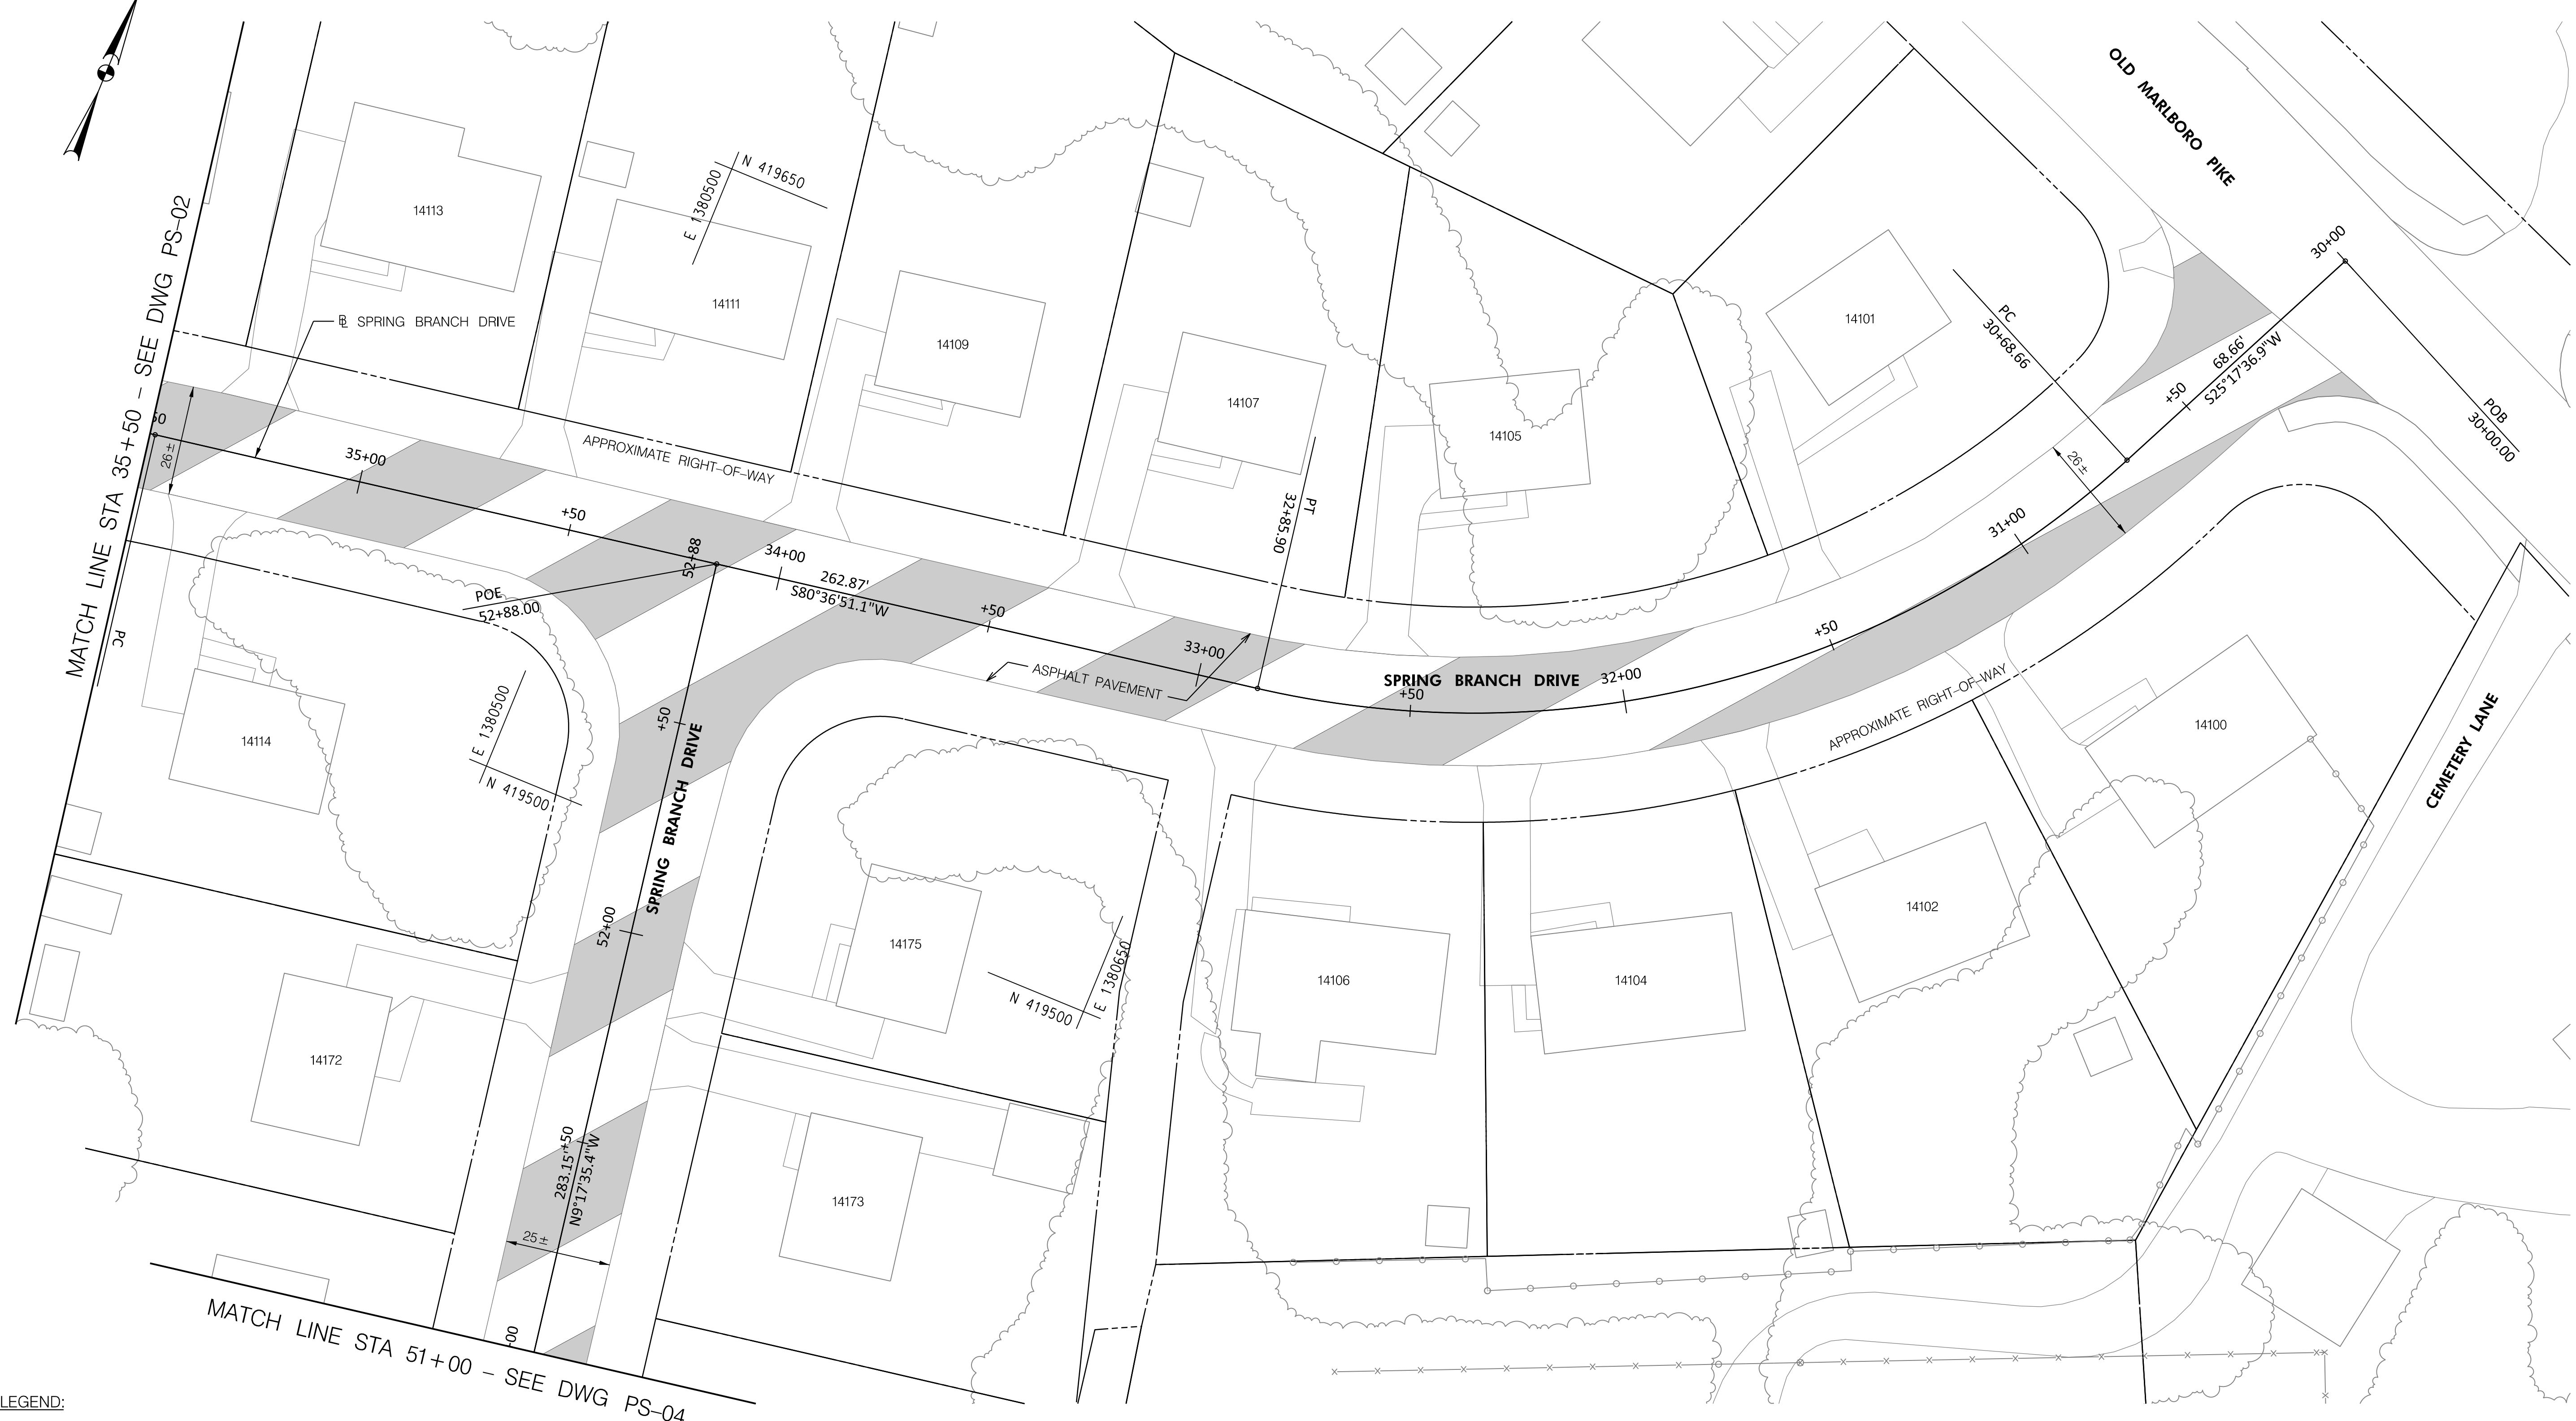 OLD MARLBORO PIKE
30+00
POB
30+00.00
PC
30+68.66
68.66'
S25°17'36.9"W
+50
26±
31+00
+50
32+00
+50
SPRING BRANCH DRIVE
APPROXIMATE RIGHT-OF-WAY
CEMETERY LANE
PT
32+85.90
33+00
ASPHALT PAVEMENT
+50
262.87'
S80°36'51.1"W
34+00
52+88
POE
52+88.00
+50
35+00
APPROXIMATE RIGHT-OF-WAY
℄ SPRING BRANCH DRIVE
50
26±
PC
MATCH LINE STA 35+50 - SEE DWG PS-02
N 419650
E 1380500
14113
14111
14109
14107
14105
14101
14100
14102
14104
14106
14114
E 1380500
N 419500
+50
SPRING BRANCH DRIVE
52+00
14175
N 419500
E 1380650
14172
14173
+50
283.15'
N9°17'35.4"W
25±
+00
MATCH LINE STA 51+00 - SEE DWG PS-04
LEGEND: